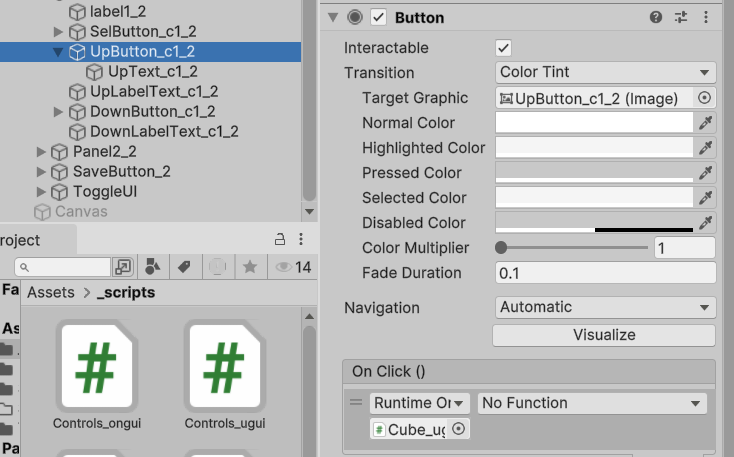 label1_2
SelButton_c1_2
UpButton_c1_2
UpText_c1_2
UpLabelText_c1_2
DownButton_c1_2
DownLabelText_c1_2
Panel2_2
SaveButton_2
ToggleUI
Canvas
roject
14
Fa
As
Pa
Assets > _scripts
#
#
Controls_ongui
Controls_ugui
Button
Interactable
Transition
Color Tint
Target Graphic
UpButton_c1_2 (Image)
Normal Color
Highlighted Color
Pressed Color
Selected Color
Disabled Color
Color Multiplier
1
Fade Duration
0.1
Navigation
Automatic
Visualize
On Click ()
Runtime Or
No Function
# Cube_ug